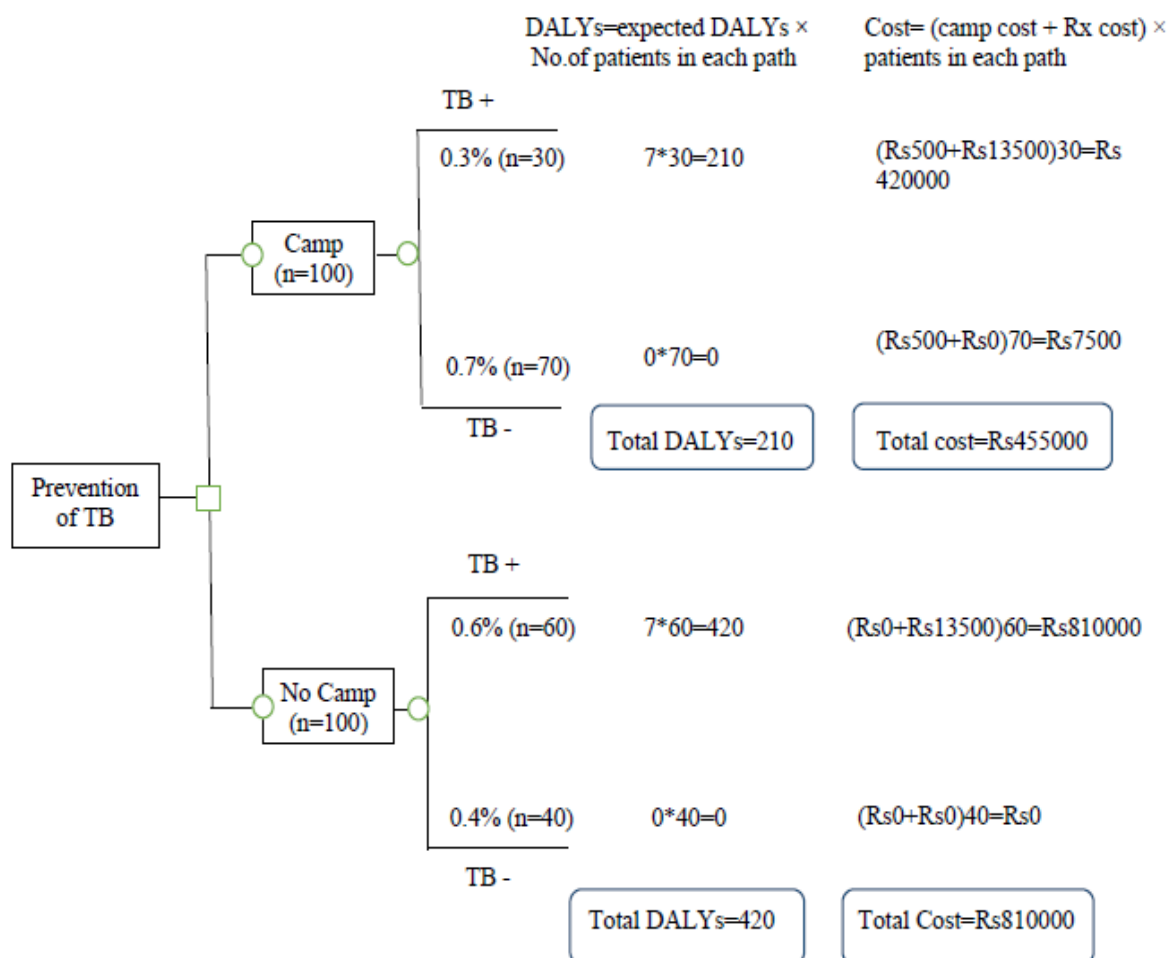 DALYs=expected DALYs ×
No.of patients in each path
Cost= (camp cost + Rx cost) ×
patients in each path
TB +
0.3% (n=30)
7*30=210
(Rs500+Rs13500)30=Rs
420000
Camp
(n=100)
0.7% (n=70)
0*70=0
(Rs500+Rs0)70=Rs7500
TB -
Total DALYs=210
Total cost=Rs455000
Prevention
of TB
TB +
0.6% (n=60)
7*60=420
(Rs0+Rs13500)60=Rs810000
No Camp
(n=100)
0.4% (n=40)
0*40=0
(Rs0+Rs0)40=Rs0
TB -
Total DALYs=420
Total Cost=Rs810000